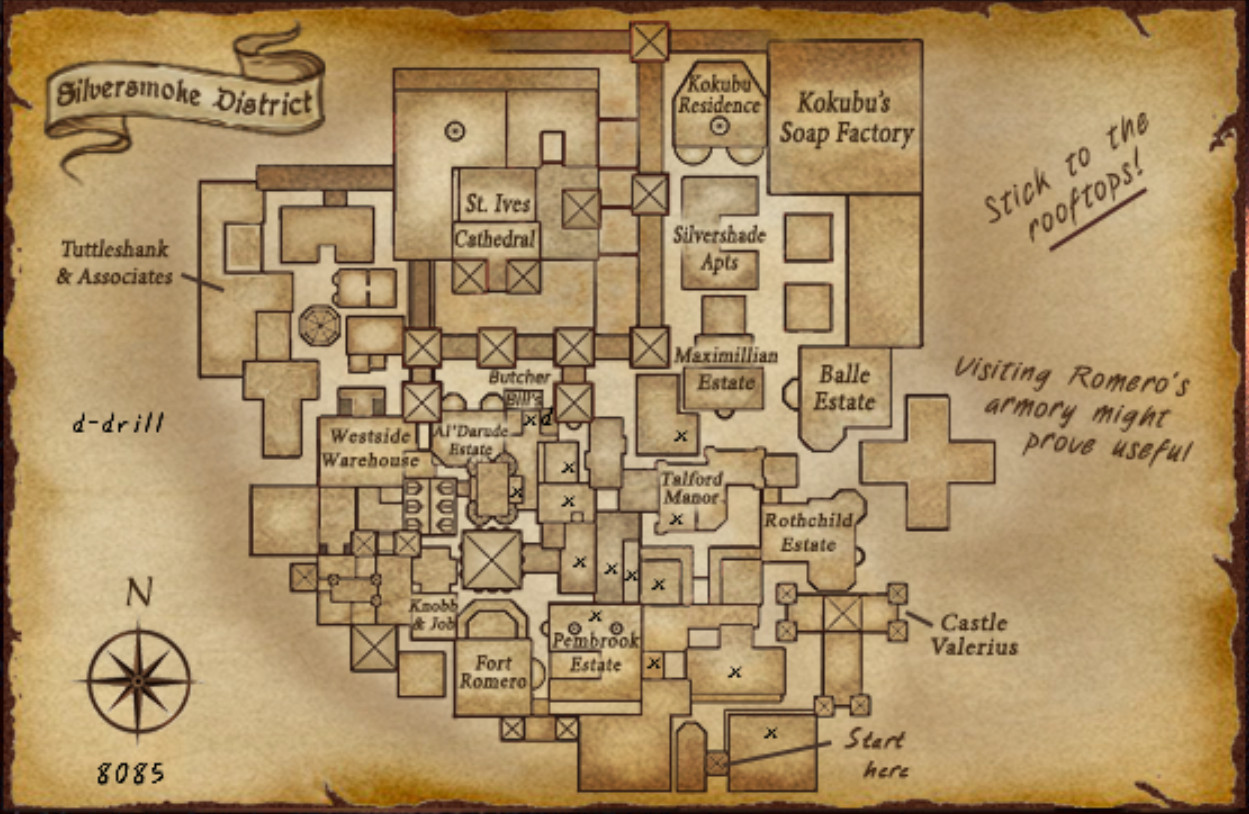 Silversmoke District
Kokubu
Residence
Kokubu's
Soap Factory
Stick to the
rooftops!
St. Ives
Cathedral
Silvershade
Apts
Tuttleshank
& Associates
Maximillian
Estate
Butcher
Bill's
Balle
Estate
Visiting Romero's
armory might
prove useful
d-drill
d
Westside
Warehouse
Al'Darude
Estate
Talford
Manor
Rothchild
Estate
N
Knobb
& Job
Castle
Valerius
Pembrook
Estate
Fort
Romero
Start
here
8085